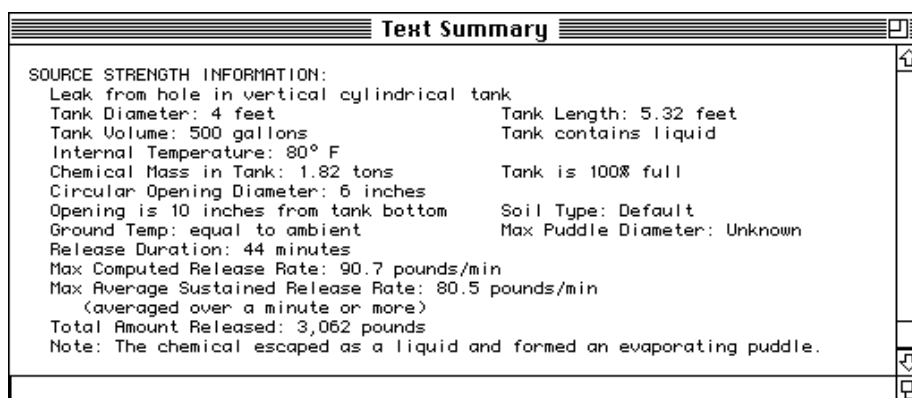 Text Summary
SOURCE STRENGTH INFORMATION:
Leak from hole in vertical cylindrical tank
Tank Diameter: 4 feet Tank Length: 5.32 feet
Tank Volume: 500 gallons Tank contains liquid
Internal Temperature: 80° F
Chemical Mass in Tank: 1.82 tons Tank is 100% full
Circular Opening Diameter: 6 inches
Opening is 10 inches from tank bottom Soil Type: Default
Ground Temp: equal to ambient Max Puddle Diameter: Unknown
Release Duration: 44 minutes
Max Computed Release Rate: 90.7 pounds/min
Max Average Sustained Release Rate: 80.5 pounds/min
(averaged over a minute or more)
Total Amount Released: 3,062 pounds
Note: The chemical escaped as a liquid and formed an evaporating puddle.